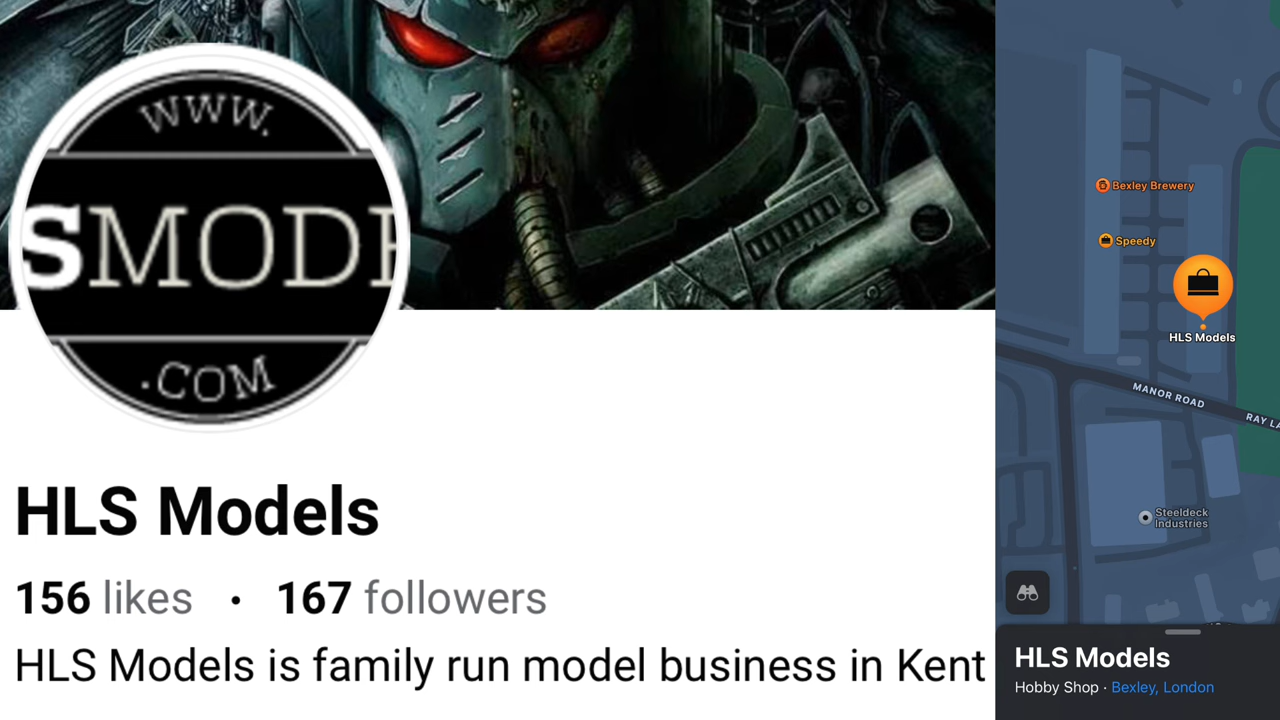 WWW.
SMODE
.COM
HLS Models
156 likes • 167 followers
HLS Models is family run model business in Kent
Bexley Brewery
Speedy
HLS Models
MANOR ROAD
RAY LA
Steeldeck
Industries
HLS Models
Hobby Shop · Bexley, London